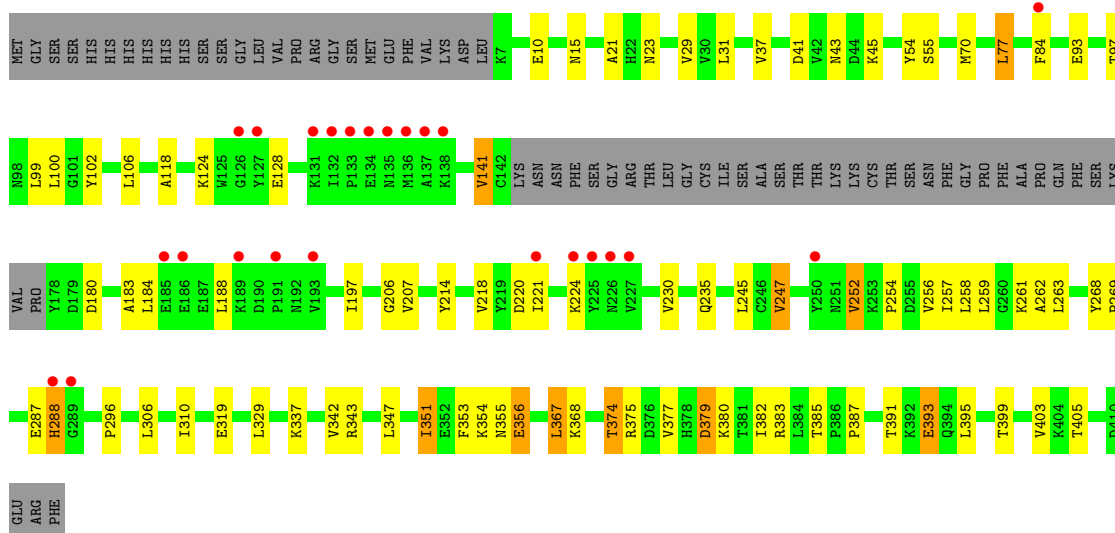 MET GLY SER SER HIS HIS HIS HIS HIS HIS SER SER GLY LEU VAL PRO ARG GLY SER MET GLU PHE VAL LYS ASP LEU K7 E10 N15 A21 H22 N23 V29 V30 L31 V37 D41 V42 N43 D44 K45 Y54 S55 M70 L77 F84 E93 T97
N98 L99 L100 G101 Y102 L106 A118 K124 W125 G126 Y127 E128 K131 I132 P133 E134 N135 M136 A137 K138 V141 C142 LYS ASN ASN PHE SER GLY ARG THR LEU GLY CYS ILE SER ALA SER THR THR LYS LYS CYS THR SER ASN PHE GLY PRO PHE ALA PRO GLN PHE SER LYS
VAL PRO Y178 D179 D180 A183 L184 E185 E186 E187 L188 K189 D190 P191 N192 V193 I197 G206 V207 Y214 V218 Y219 D220 I221 K224 Y225 N226 V227 V230 Q235 L245 C246 V247 Y250 N251 V252 K253 P254 D255 V256 I257 L258 L259 G260 K261 A262 L263 Y268
E287 H288 G289 P296 L306 I310 E319 L329 K337 V342 R343 L347 I351 E352 F353 K354 N355 E356 L367 K368 T374 R375 D376 V377 H378 D379 K380 T381 I382 R383 L384 T385 P386 P387 T391 K392 E393 Q394 L395 T399 V403 K404 T405
GLU ARG PHE